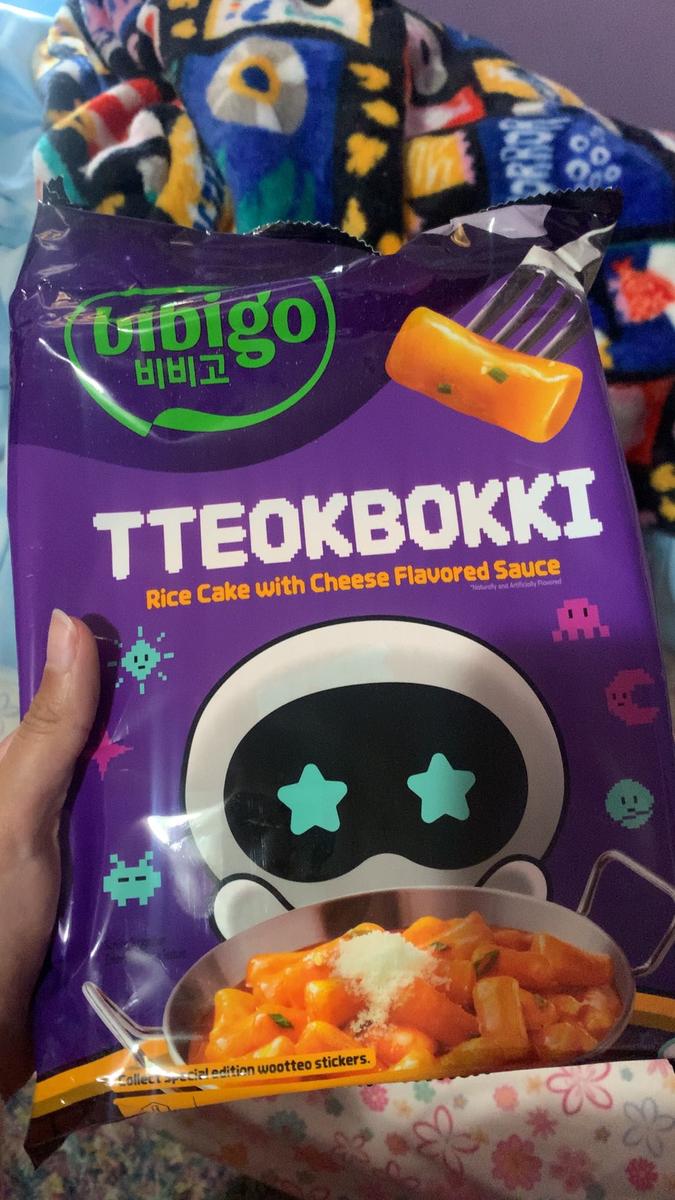 bibigo
비비고
TTEOKBOKKI
Rice Cake with Cheese Flavored Sauce
*Naturally and Artificially Flavored
Collect special edition wootteo stickers.